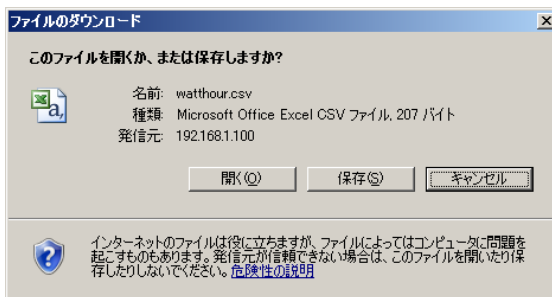 ファイルのダウンロード
このファイルを開くか、または保存しますか?
名前: watthour.csv
種類: Microsoft Office Excel CSV ファイル, 207 バイト
発信元: 192.168.1.100
開く(O)
保存(S)
キャンセル
インターネットのファイルは役に立ちますが、ファイルによってはコンピュータに問題を
起こすものもあります。発信元が信頼できない場合は、このファイルを開いたり保
存したりしないでください。危険性の説明